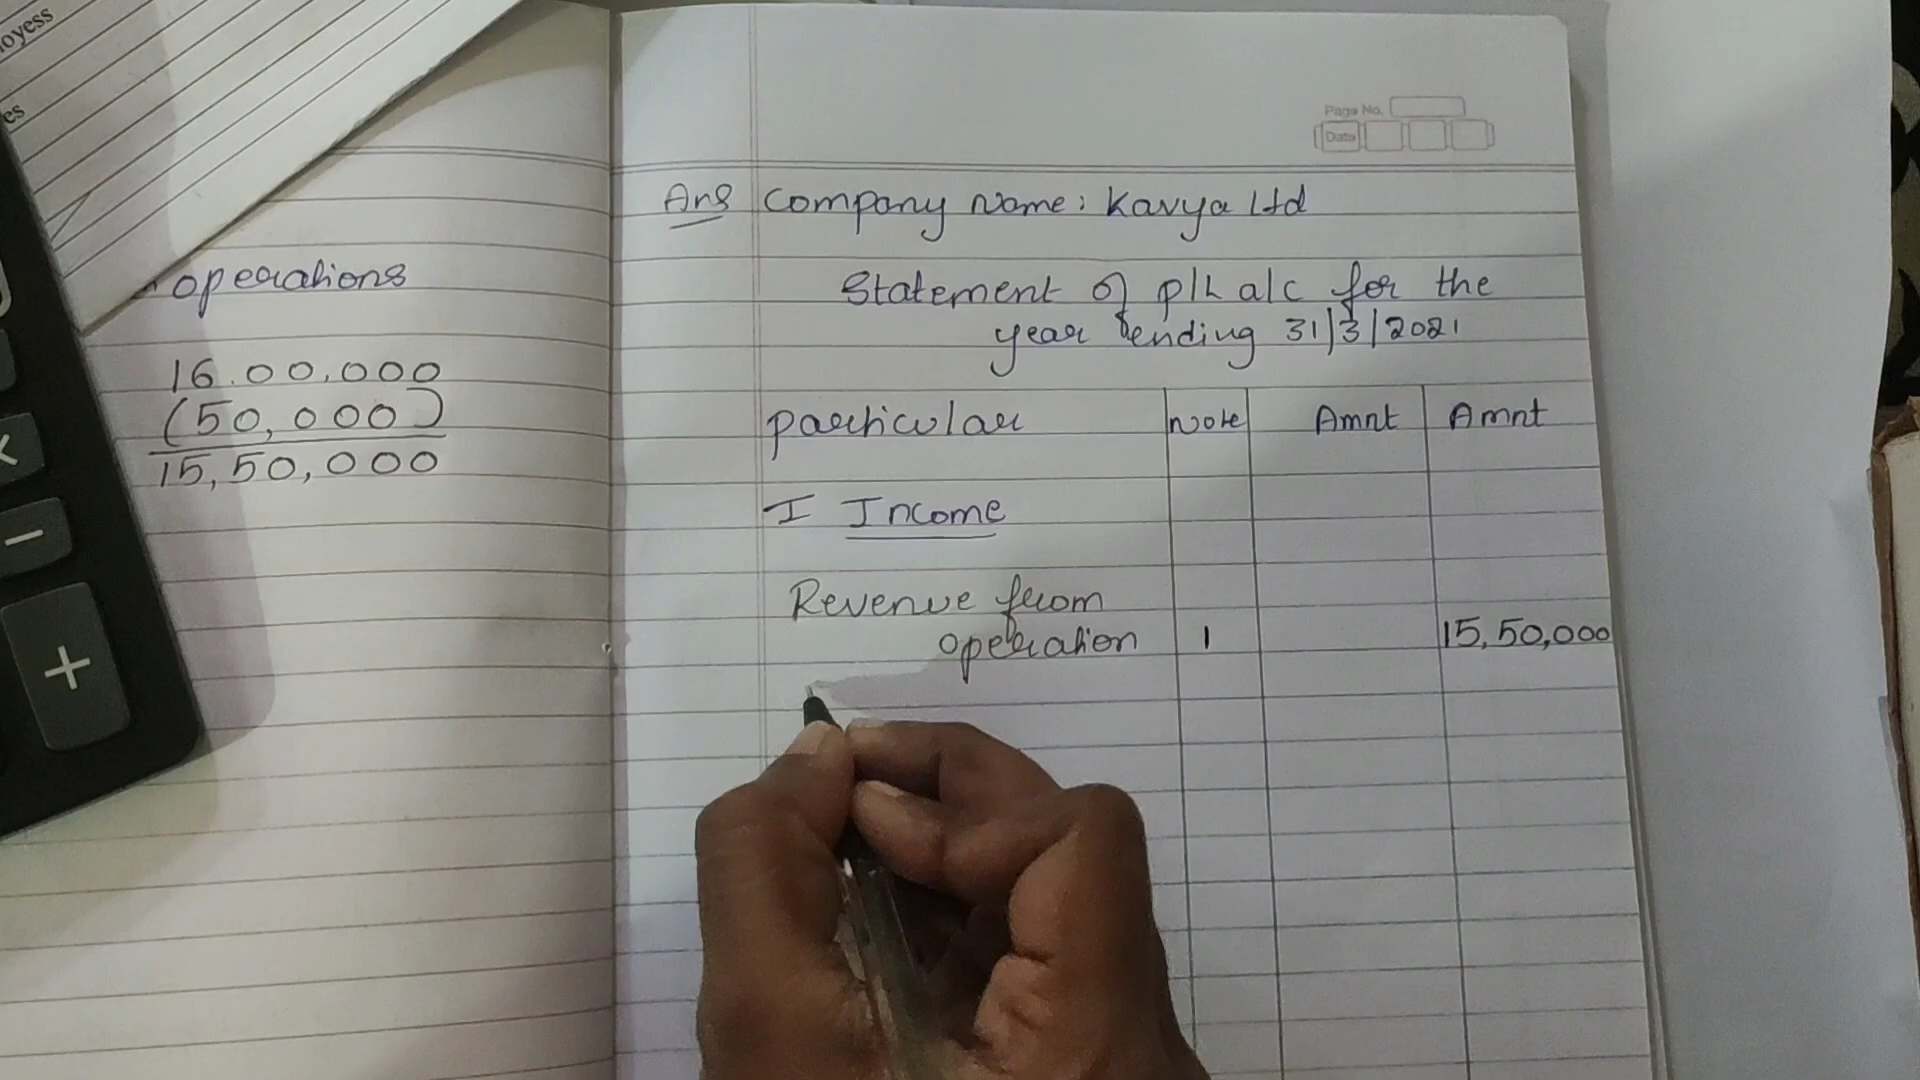 oyess
es
operations
16.00,000
(50,000)
15,50,000
+
Page No.
Date
Ans Company Name: Kavya Ltd
Statement of P/L a/c for the
year ending 31/3/2021
particular Note Amnt Amnt
I Income
Revenue from
operation 1 15,50,000